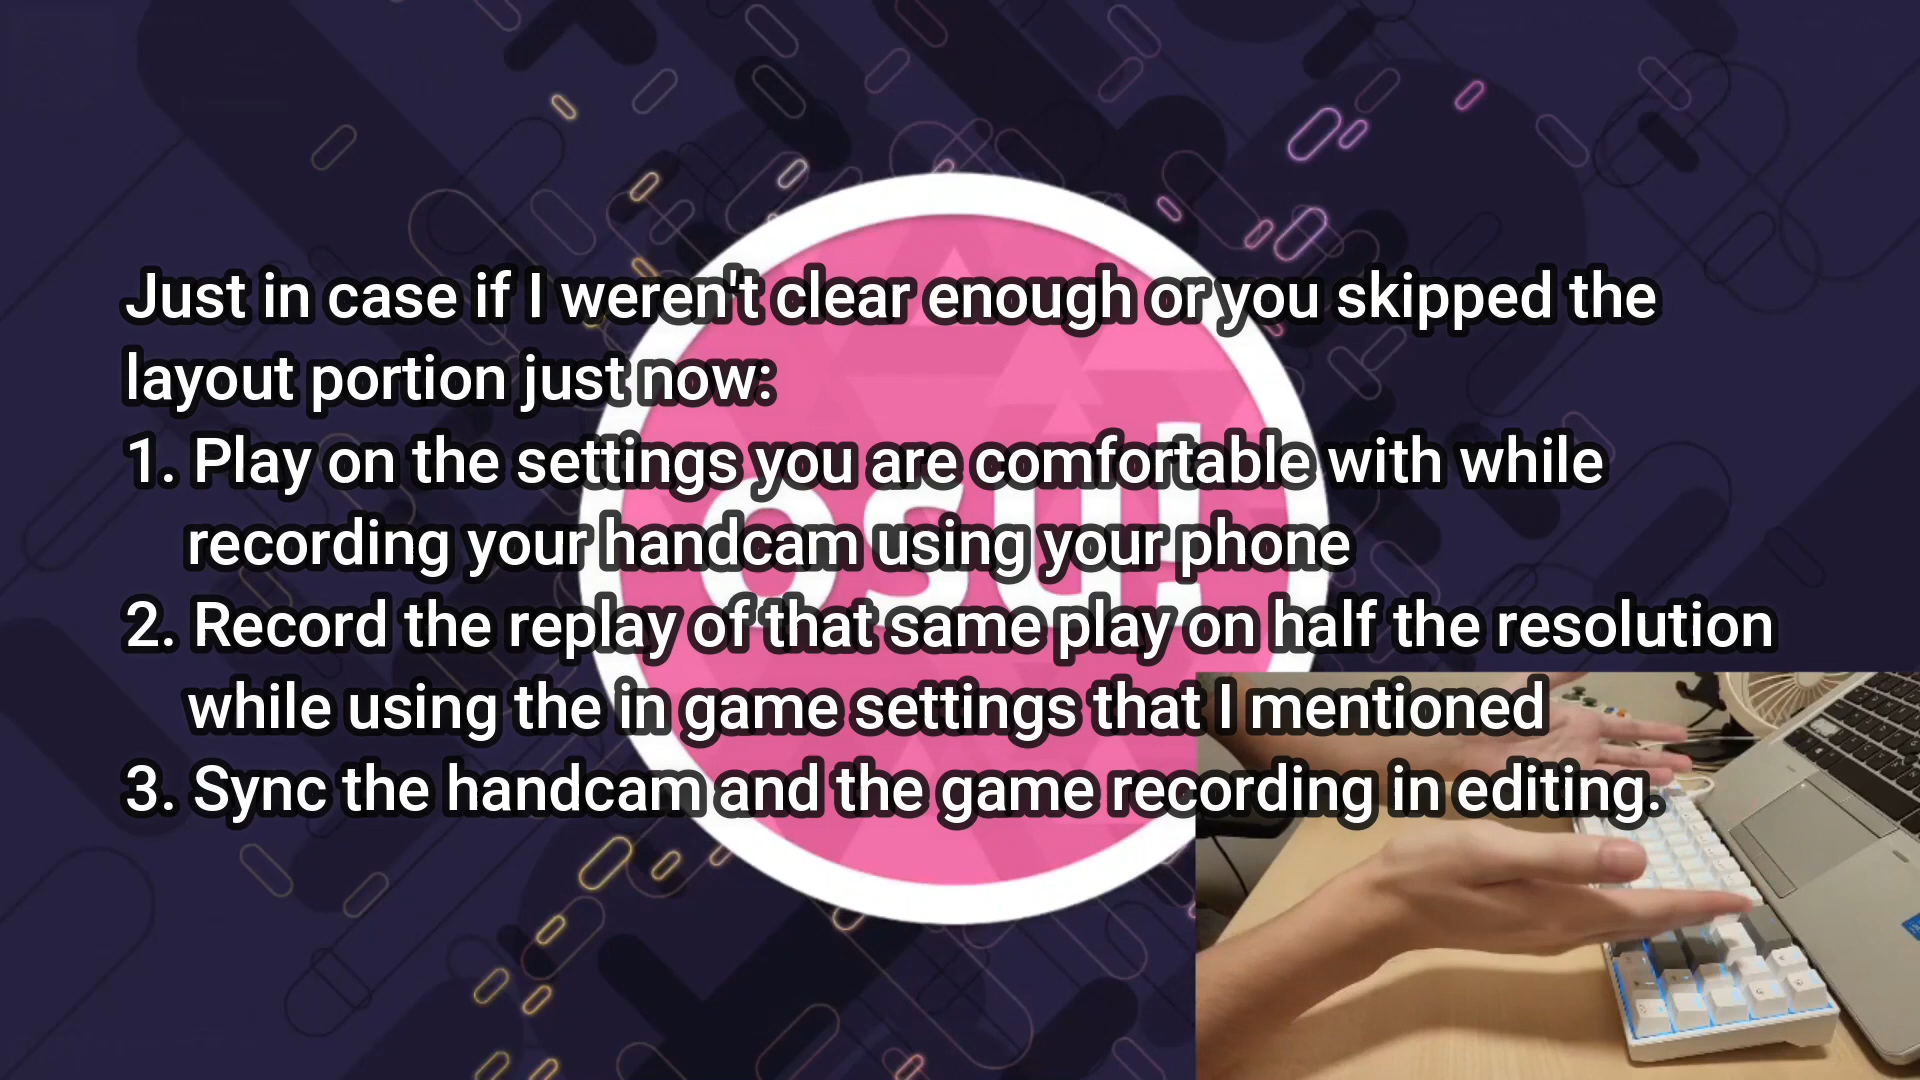 Just in case if I weren't clear enough or you skipped the
layout portion just now:
1. Play on the settings you are comfortable with while
recording your handcam using your phone
2. Record the replay of that same play on half the resolution
while using the in game settings that I mentioned
3. Sync the handcam and the game recording in editing.
osu!